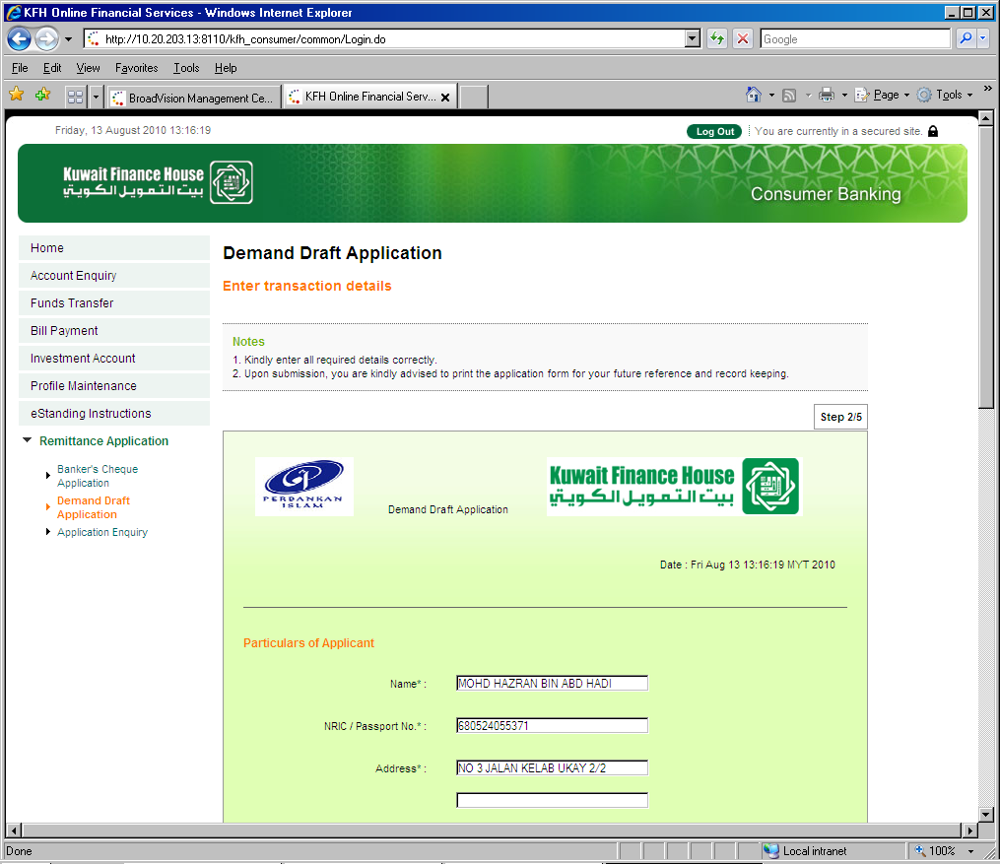 KFH Online Financial Services - Windows Internet Explorer
http://10.20.203.13:8110/kfh_consumer/common/Login.do
Google
File Edit View Favorites Tools Help
BroadVision Management Ce...
KFH Online Financial Serv...
Page
Tools
Friday, 13 August 2010 13:16:19
Log Out
You are currently in a secured site.
Kuwait Finance House
بيت التمويل الكويتي
Consumer Banking
Home
Account Enquiry
Funds Transfer
Bill Payment
Investment Account
Profile Maintenance
eStanding Instructions
Remittance Application
Banker's Cheque
Application
Demand Draft
Application
Application Enquiry
Demand Draft Application
Enter transaction details
Notes
1. Kindly enter all required details correctly.
2. Upon submission, you are kindly advised to print the application form for your future reference and record keeping.
Step 2/5
PERBANKAN
ISLAM
Demand Draft Application
Kuwait Finance House
بيت التمويل الكويتي
Date : Fri Aug 13 13:16:19 MYT 2010
Particulars of Applicant
Name* : MOHD HAZRAN BIN ABD HADI
NRIC / Passport No.* : 680524055371
Address* : NO 3 JALAN KELAB UKAY 2/2
Done
Local intranet
100%